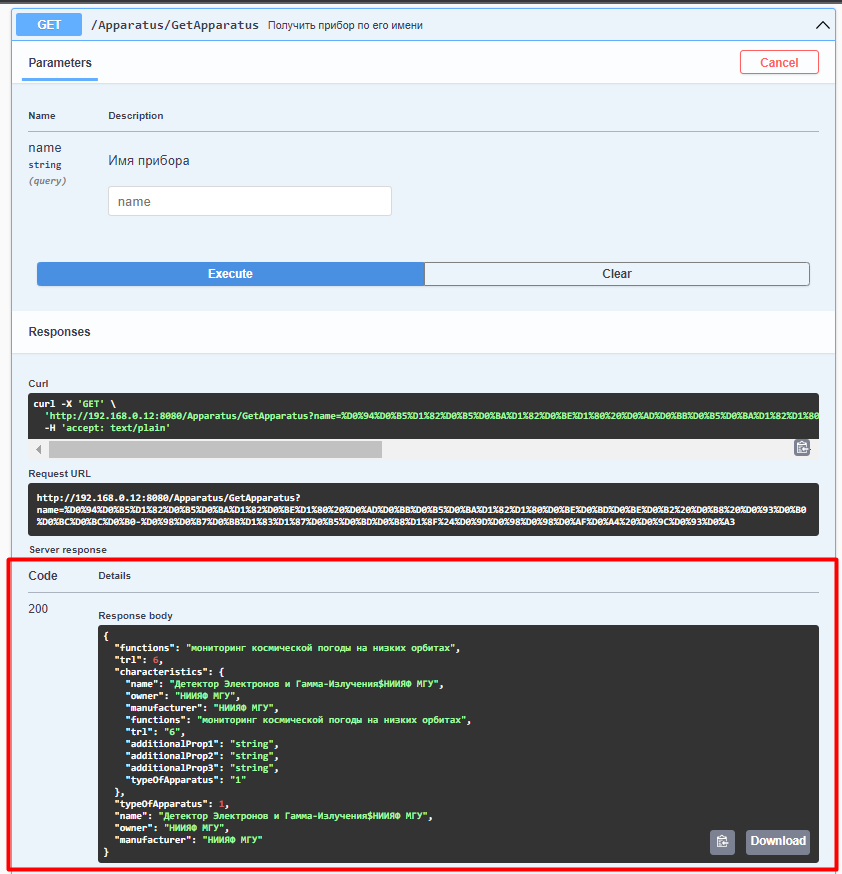 GET /Apparatus/GetApparatus Получить прибор по его имени
Parameters
Cancel
Name Description
name
string
(query)
Имя прибора
name
Execute Clear
Responses
Curl
curl -X 'GET' \
'http://192.168.0.12:8080/Apparatus/GetApparatus?name=%D0%94%D0%B5%D1%82%D0%B5%D0%BA%D1%82%D0%BE%D1%80%20%D0%AD%D0%BB%D0%B5%D0%BA%D1%82%D1%80
-H 'accept: text/plain'
Request URL
http://192.168.0.12:8080/Apparatus/GetApparatus?
name=%D0%94%D0%B5%D1%82%D0%B5%D0%BA%D1%82%D0%BE%D1%80%20%D0%AD%D0%BB%D0%B5%D0%BA%D1%82%D1%80%D0%BE%D0%BD%D0%BE%D0%B2%20%D0%B8%20%D0%93%D0%B0
%D0%BC%D0%BC%D0%B0-%D0%98%D0%B7%D0%BB%D1%83%D1%87%D0%B5%D0%BD%D0%B8%D1%8F%24%D0%9D%D0%98%D0%98%D0%AF%D0%A4%20%D0%9C%D0%93%D0%A3
Server response
Code Details
200
Response body
{
"functions": "мониторинг космической погоды на низких орбитах",
"trl": 6,
"characteristics": {
"name": "Детектор Электронов и Гамма-Излучения$НИИЯФ МГУ",
"owner": "НИИЯФ МГУ",
"manufacturer": "НИИЯФ МГУ",
"functions": "мониторинг космической погоды на низких орбитах",
"trl": "6",
"additionalProp1": "string",
"additionalProp2": "string",
"additionalProp3": "string",
"typeOfApparatus": "1"
},
"typeOfApparatus": 1,
"name": "Детектор Электронов и Гамма-Излучения$НИИЯФ МГУ",
"owner": "НИИЯФ МГУ",
"manufacturer": "НИИЯФ МГУ"
}
Download